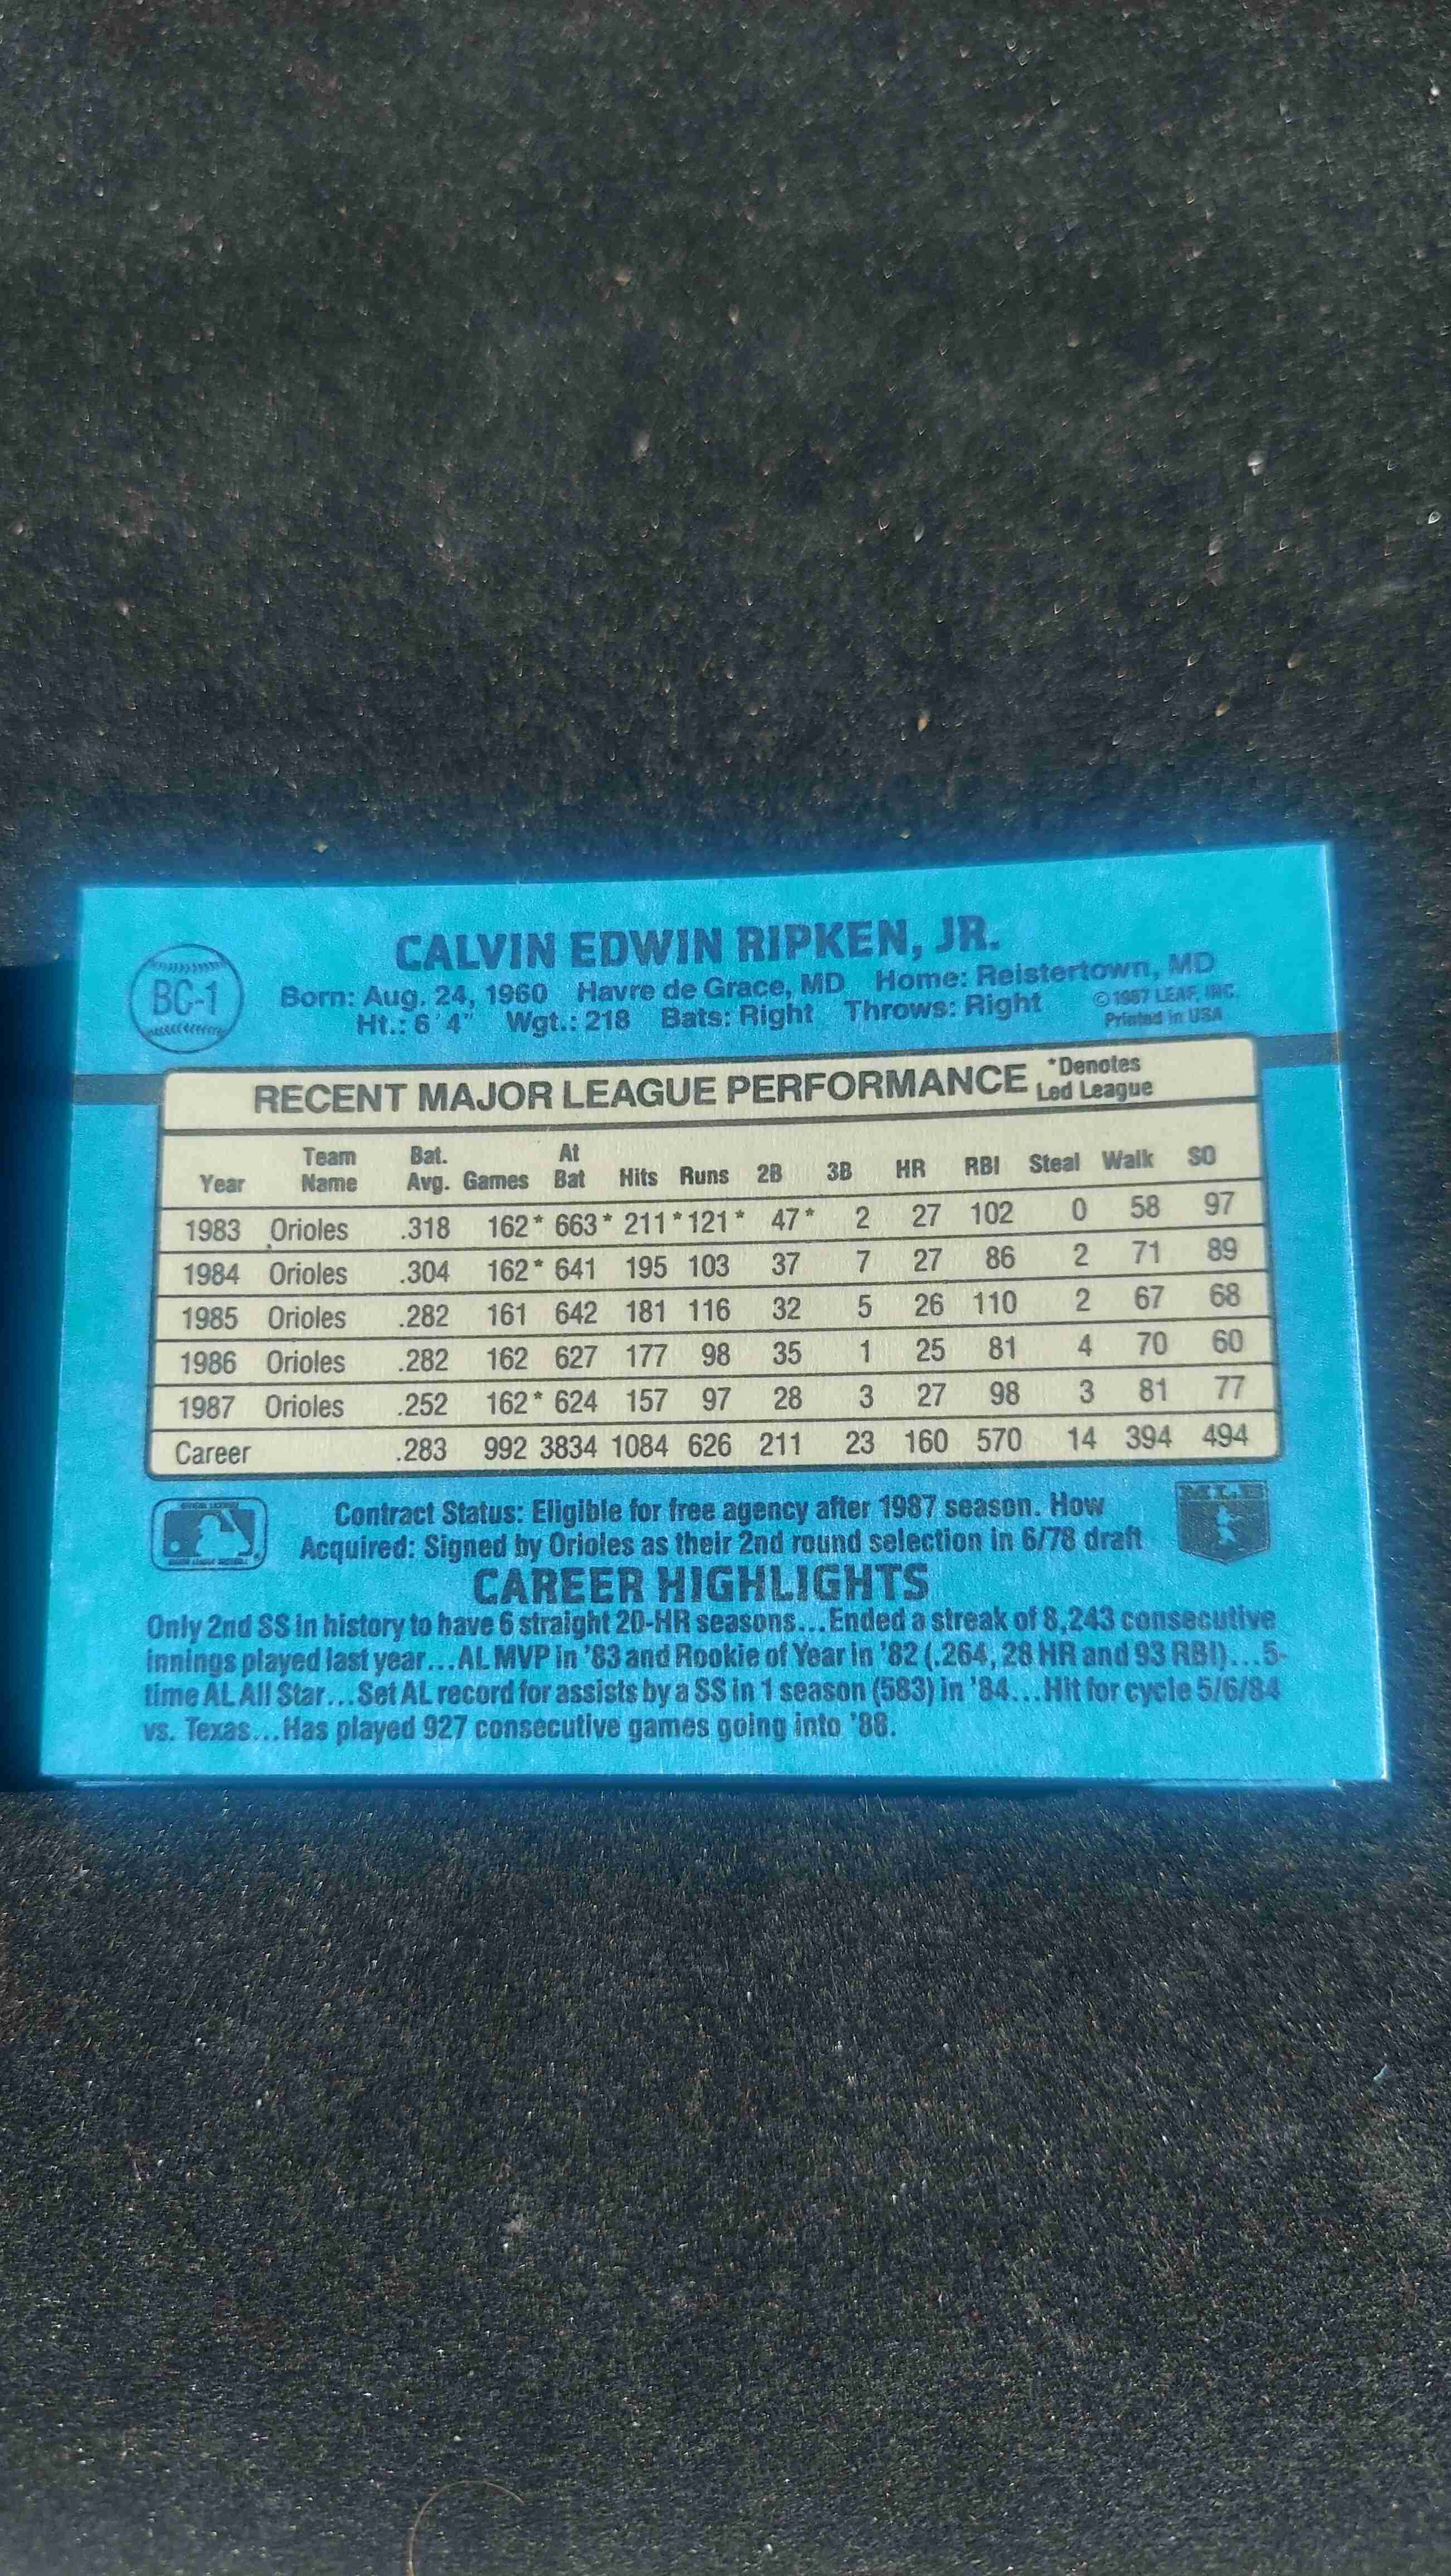 CALVIN EDWIN RIPKEN, JR.
BC-1
Born: Aug. 24, 1960 Havre de Grace, MD Home: Reistertown, MD
Ht.: 6'4" Wgt.: 218 Bats: Right Throws: Right
©1987 LEAF, INC.
Printed in USA
RECENT MAJOR LEAGUE PERFORMANCE *Denotes Led League
Year Team Name Bat. Avg. Games At Bat Hits Runs 2B 3B HR RBI Steal Walk SO
1983 Orioles .318 162* 663* 211* 121* 47* 2 27 102 0 58 97
1984 Orioles .304 162* 641 195 103 37 7 27 86 2 71 89
1985 Orioles .282 161 642 181 116 32 5 26 110 2 67 68
1986 Orioles .282 162 627 177 98 35 1 25 81 4 70 60
1987 Orioles .252 162* 624 157 97 28 3 27 98 3 81 77
Career .283 992 3834 1084 626 211 23 160 570 14 394 494
Contract Status: Eligible for free agency after 1987 season. How
Acquired: Signed by Orioles as their 2nd round selection in 6/78 draft
MLB
CAREER HIGHLIGHTS
Only 2nd SS in history to have 6 straight 20-HR seasons...Ended a streak of 8,243 consecutive
innings played last year...AL MVP in '83 and Rookie of Year in '82 (.264, 28 HR and 93 RBI)...5-
time AL All Star...Set AL record for assists by a SS in 1 season (583) in '84...Hit for cycle 5/6/84
vs. Texas...Has played 927 consecutive games going into '88.